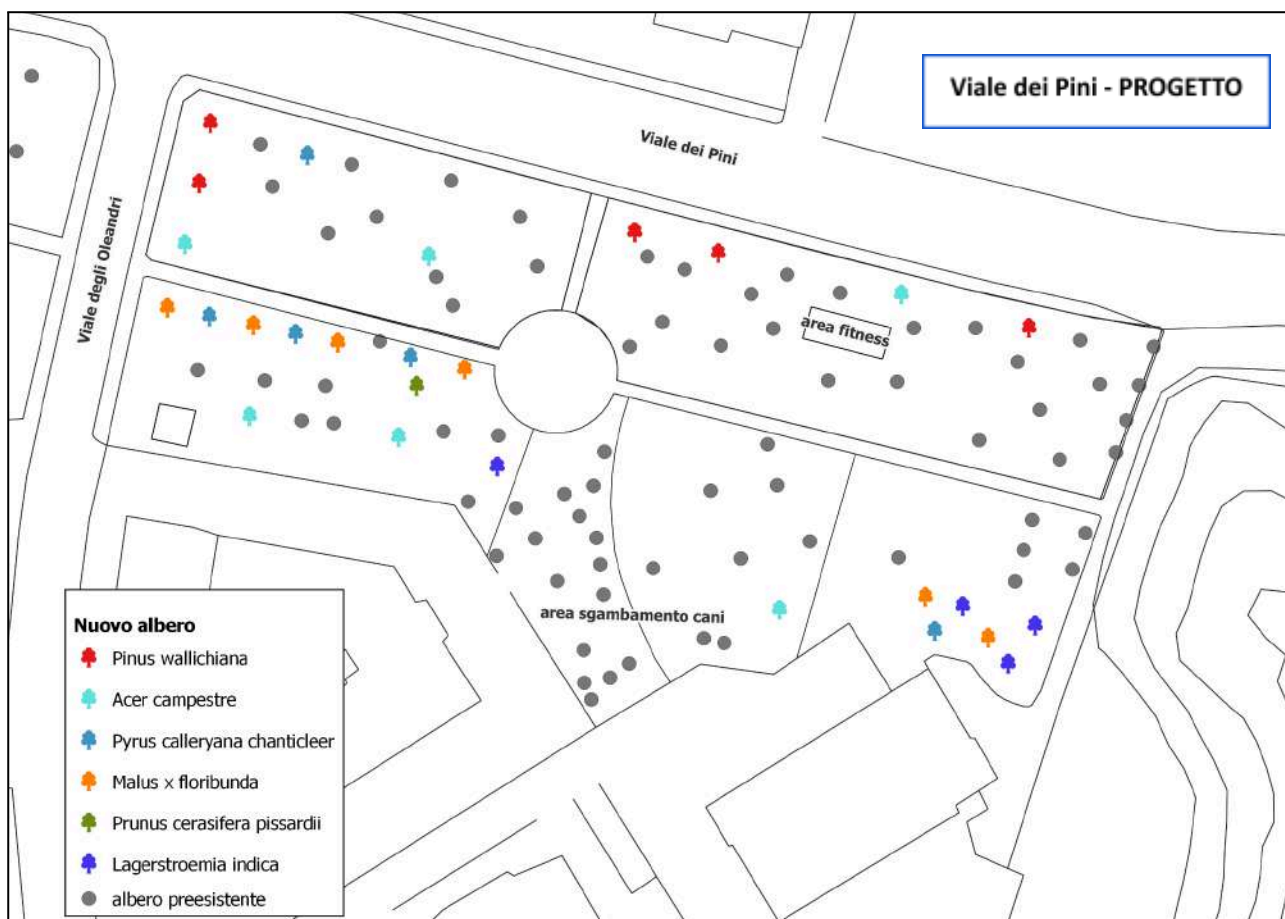 Viale dei Pini - PROGETTO
Viale dei Pini
Viale degli Oleandri
area fitness
area sgambamento cani
Nuovo albero
Pinus wallichiana
Acer campestre
Pyrus calleryana chanticleer
Malus x floribunda
Prunus cerasifera pissardii
Lagerstroemia indica
albero preesistente